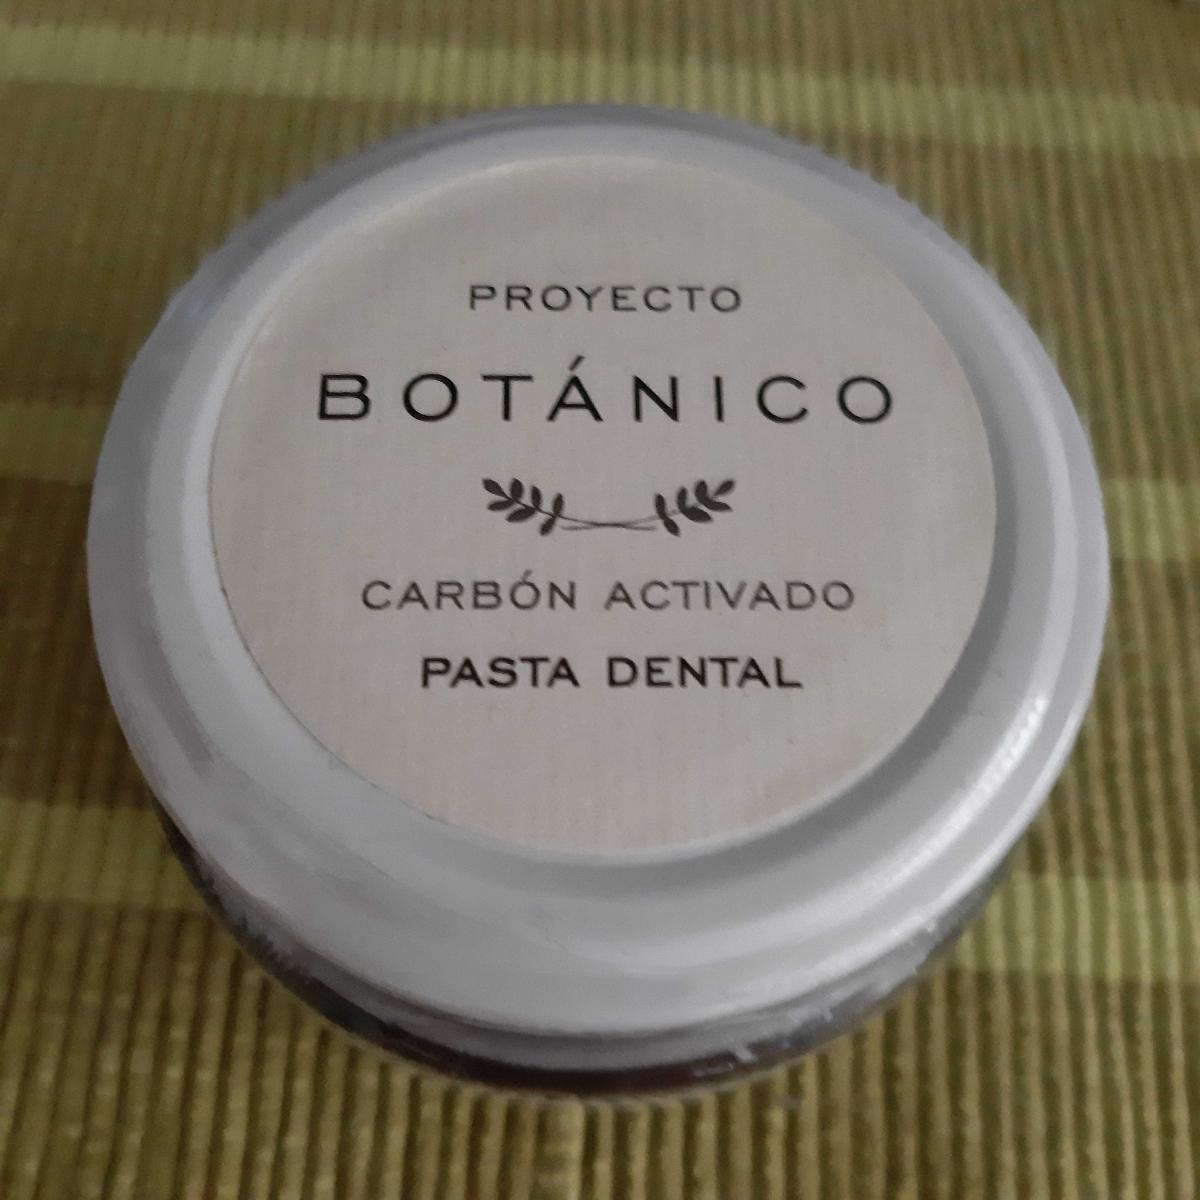 PROYECTO
BOTÁNICO
CARBÓN ACTIVADO
PASTA DENTAL